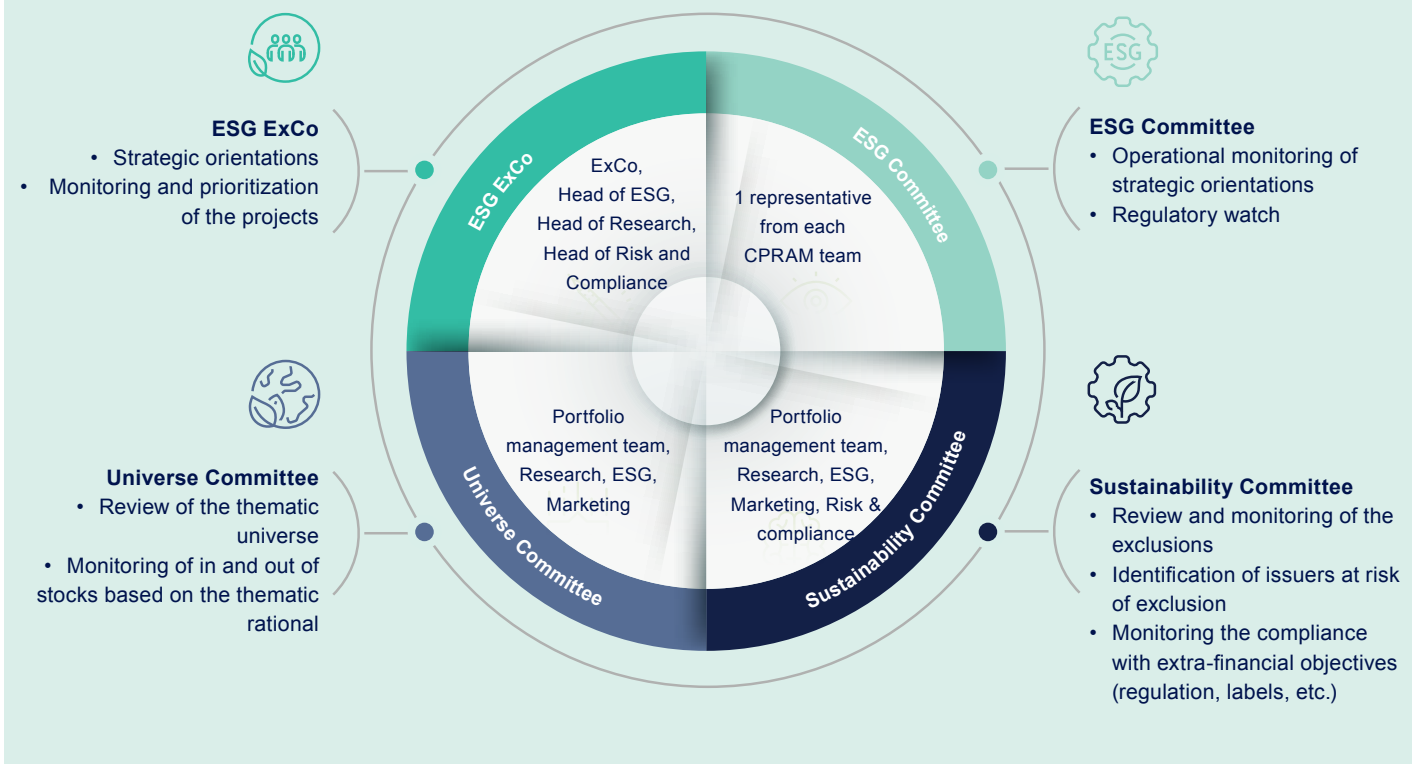 ESG ExCo
• Strategic orientations
• Monitoring and prioritization
of the projects
ESG
ESG Committee
• Operational monitoring of
strategic orientations
• Regulatory watch
ESG ExCo
ExCo,
Head of ESG,
Head of Research,
Head of Risk and
Compliance
ESG Committee
1 representative
from each
CPRAM team
Universe Committee
• Review of the thematic
universe
• Monitoring of in and out of
stocks based on the thematic
rational
Universe Committee
Portfolio
management team,
Research, ESG,
Marketing
Sustainability Committee
Portfolio
management team,
Research, ESG,
Marketing, Risk &
compliance
Sustainability Committee
• Review and monitoring of the
exclusions
• Identification of issuers at risk
of exclusion
• Monitoring the compliance
with extra-financial objectives
(regulation, labels, etc.)